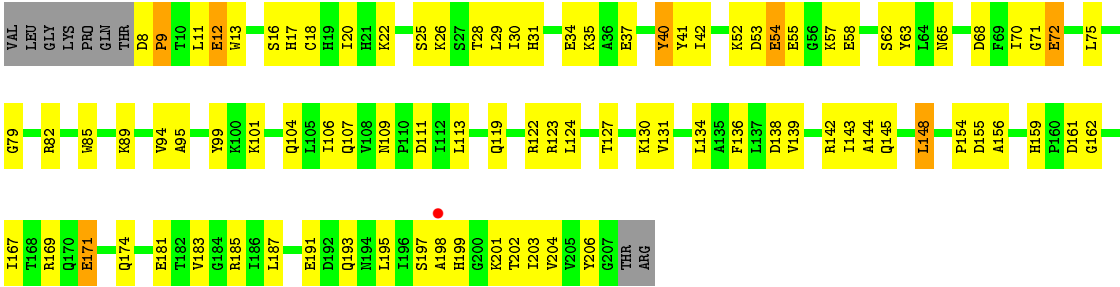 VAL LEU GLY LYS PRO GLN THR D8 P9 T10 L11 E12 W13 S16 H17 C18 H19 I20 H21 K22 S25 K26 S27 T28 L29 I30 H31 E34 K35 A36 E37 Y40 Y41 I42 K52 D53 E54 E55 G56 K57 E58 S62 Y63 L64 N65 D68 F69 I70 G71 E72 L75
G79 R82 W85 K89 V94 A95 Y99 K100 K101 Q104 L105 I106 Q107 V108 N109 P110 D111 I112 L113 Q119 R122 R123 L124 T127 K130 V131 L134 A135 F136 L137 D138 V139 R142 I143 A144 Q145 L148 P154 D155 A156 H159 P160 D161 G162
I167 T168 R169 Q170 E171 Q174 E181 T182 V183 G184 R185 I186 L187 E191 D192 Q193 N194 L195 I196 S197 A198 H199 G200 K201 T202 I203 V204 V205 Y206 G207 THR ARG